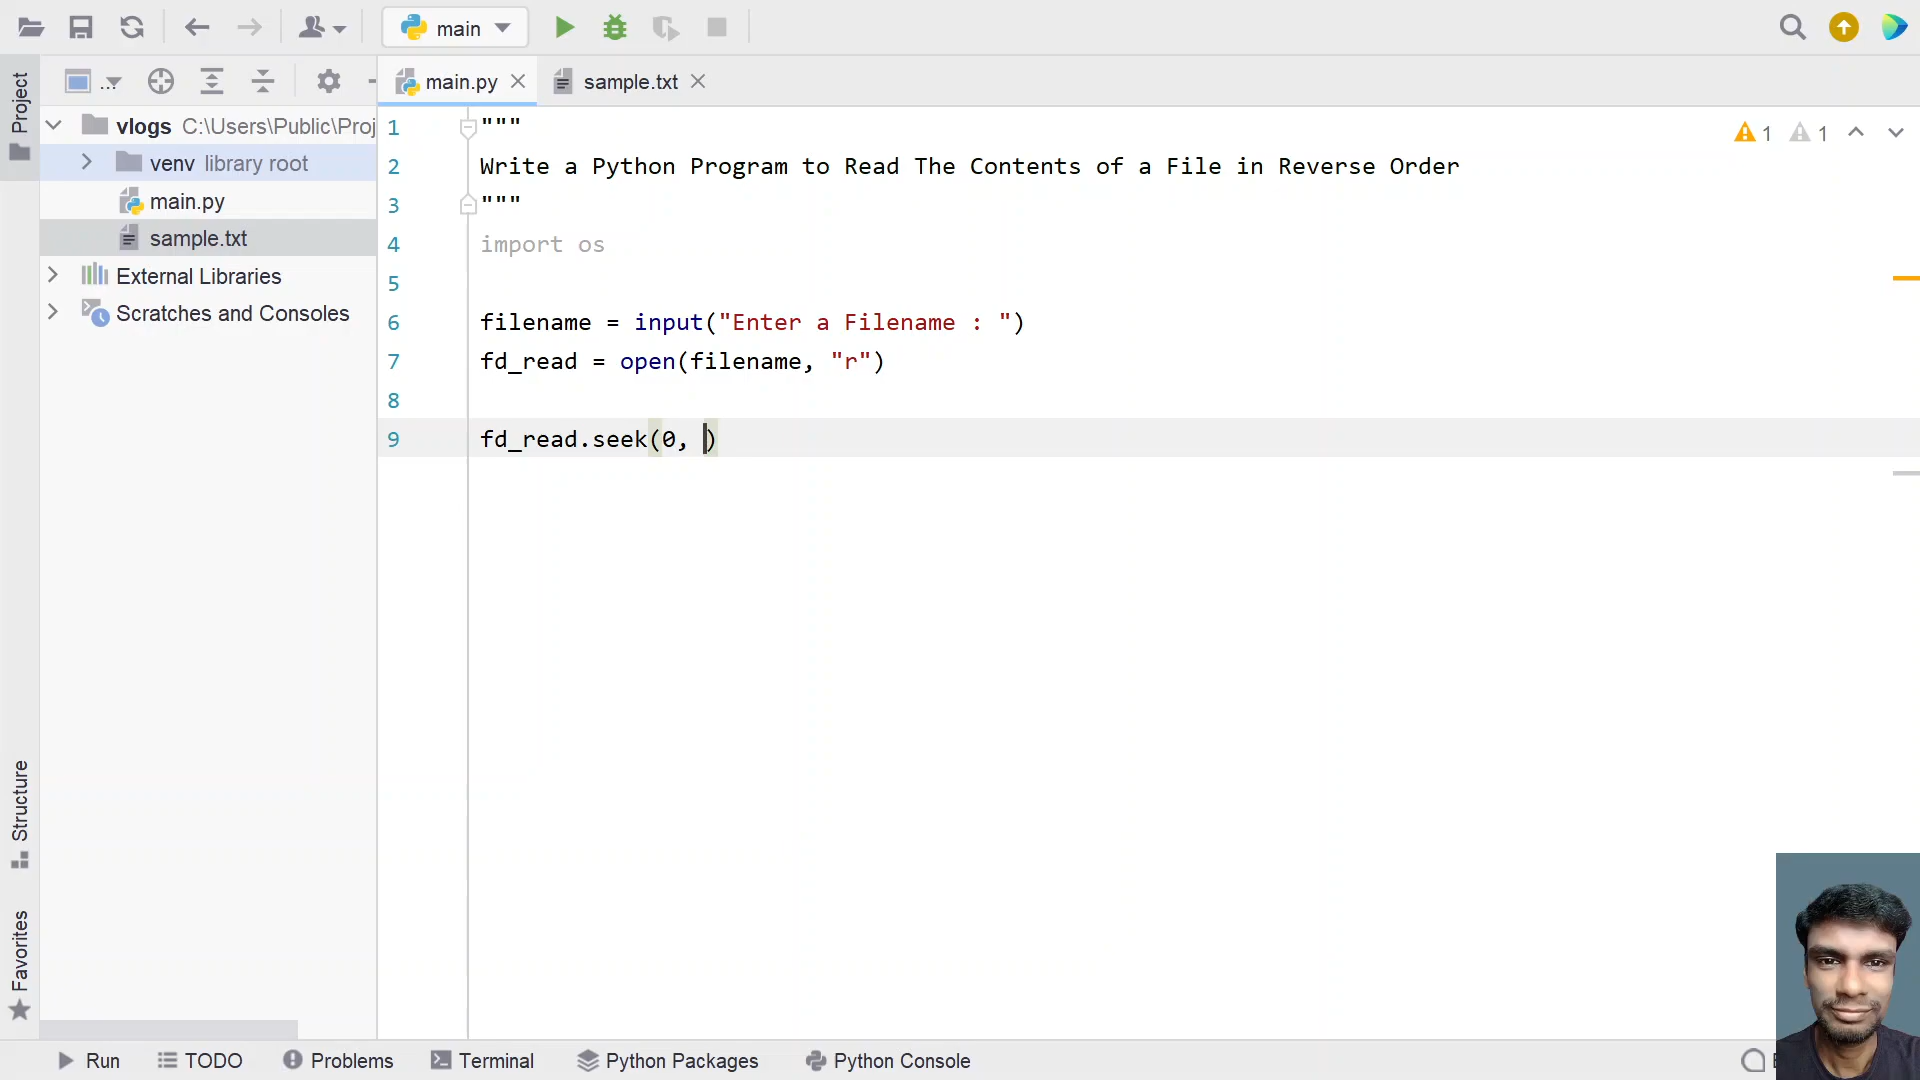 main
Project
...
main.py
sample.txt
vlogs C:\Users\Public\Proj
venv library root
main.py
sample.txt
External Libraries
Scratches and Consoles
1 """
2 Write a Python Program to Read The Contents of a File in Reverse Order
3 """
4 import os
5
6 filename = input("Enter a Filename : ")
7 fd_read = open(filename, "r")
8
9 fd_read.seek(0, )
1 1
Structure
Favorites
Run TODO Problems Terminal Python Packages Python Console